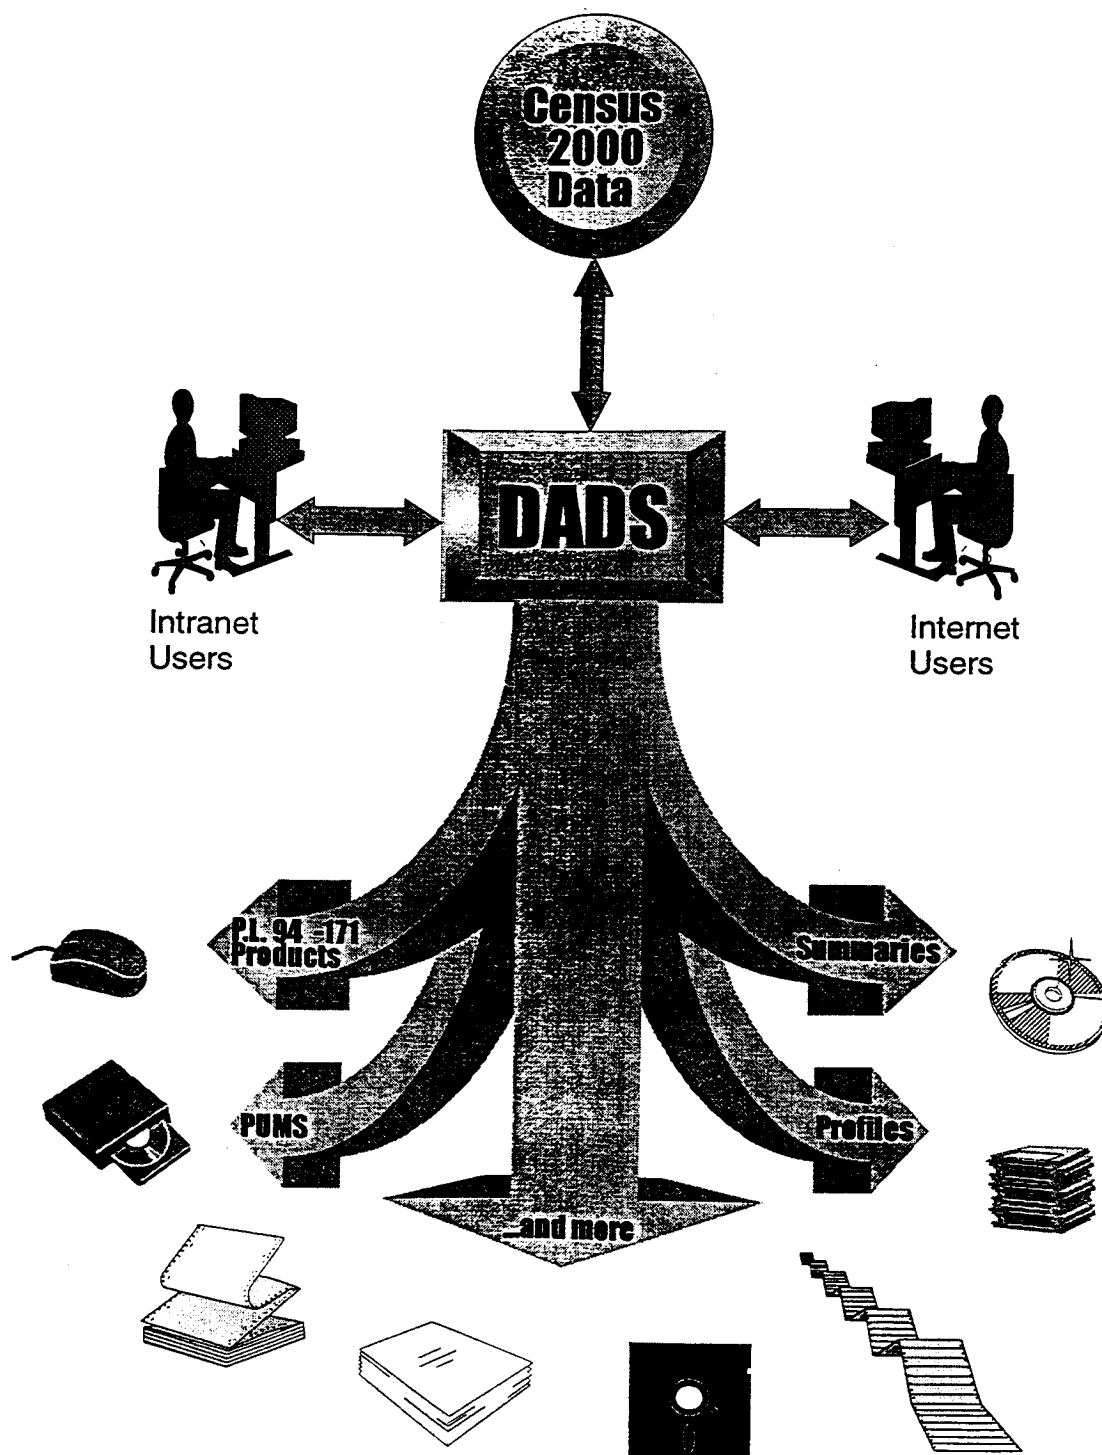 Census
2000
Data
DADS
Intranet
Users
Internet
Users
P.L. 94 -171
Products
Summaries
PUMS
Profiles
...and more